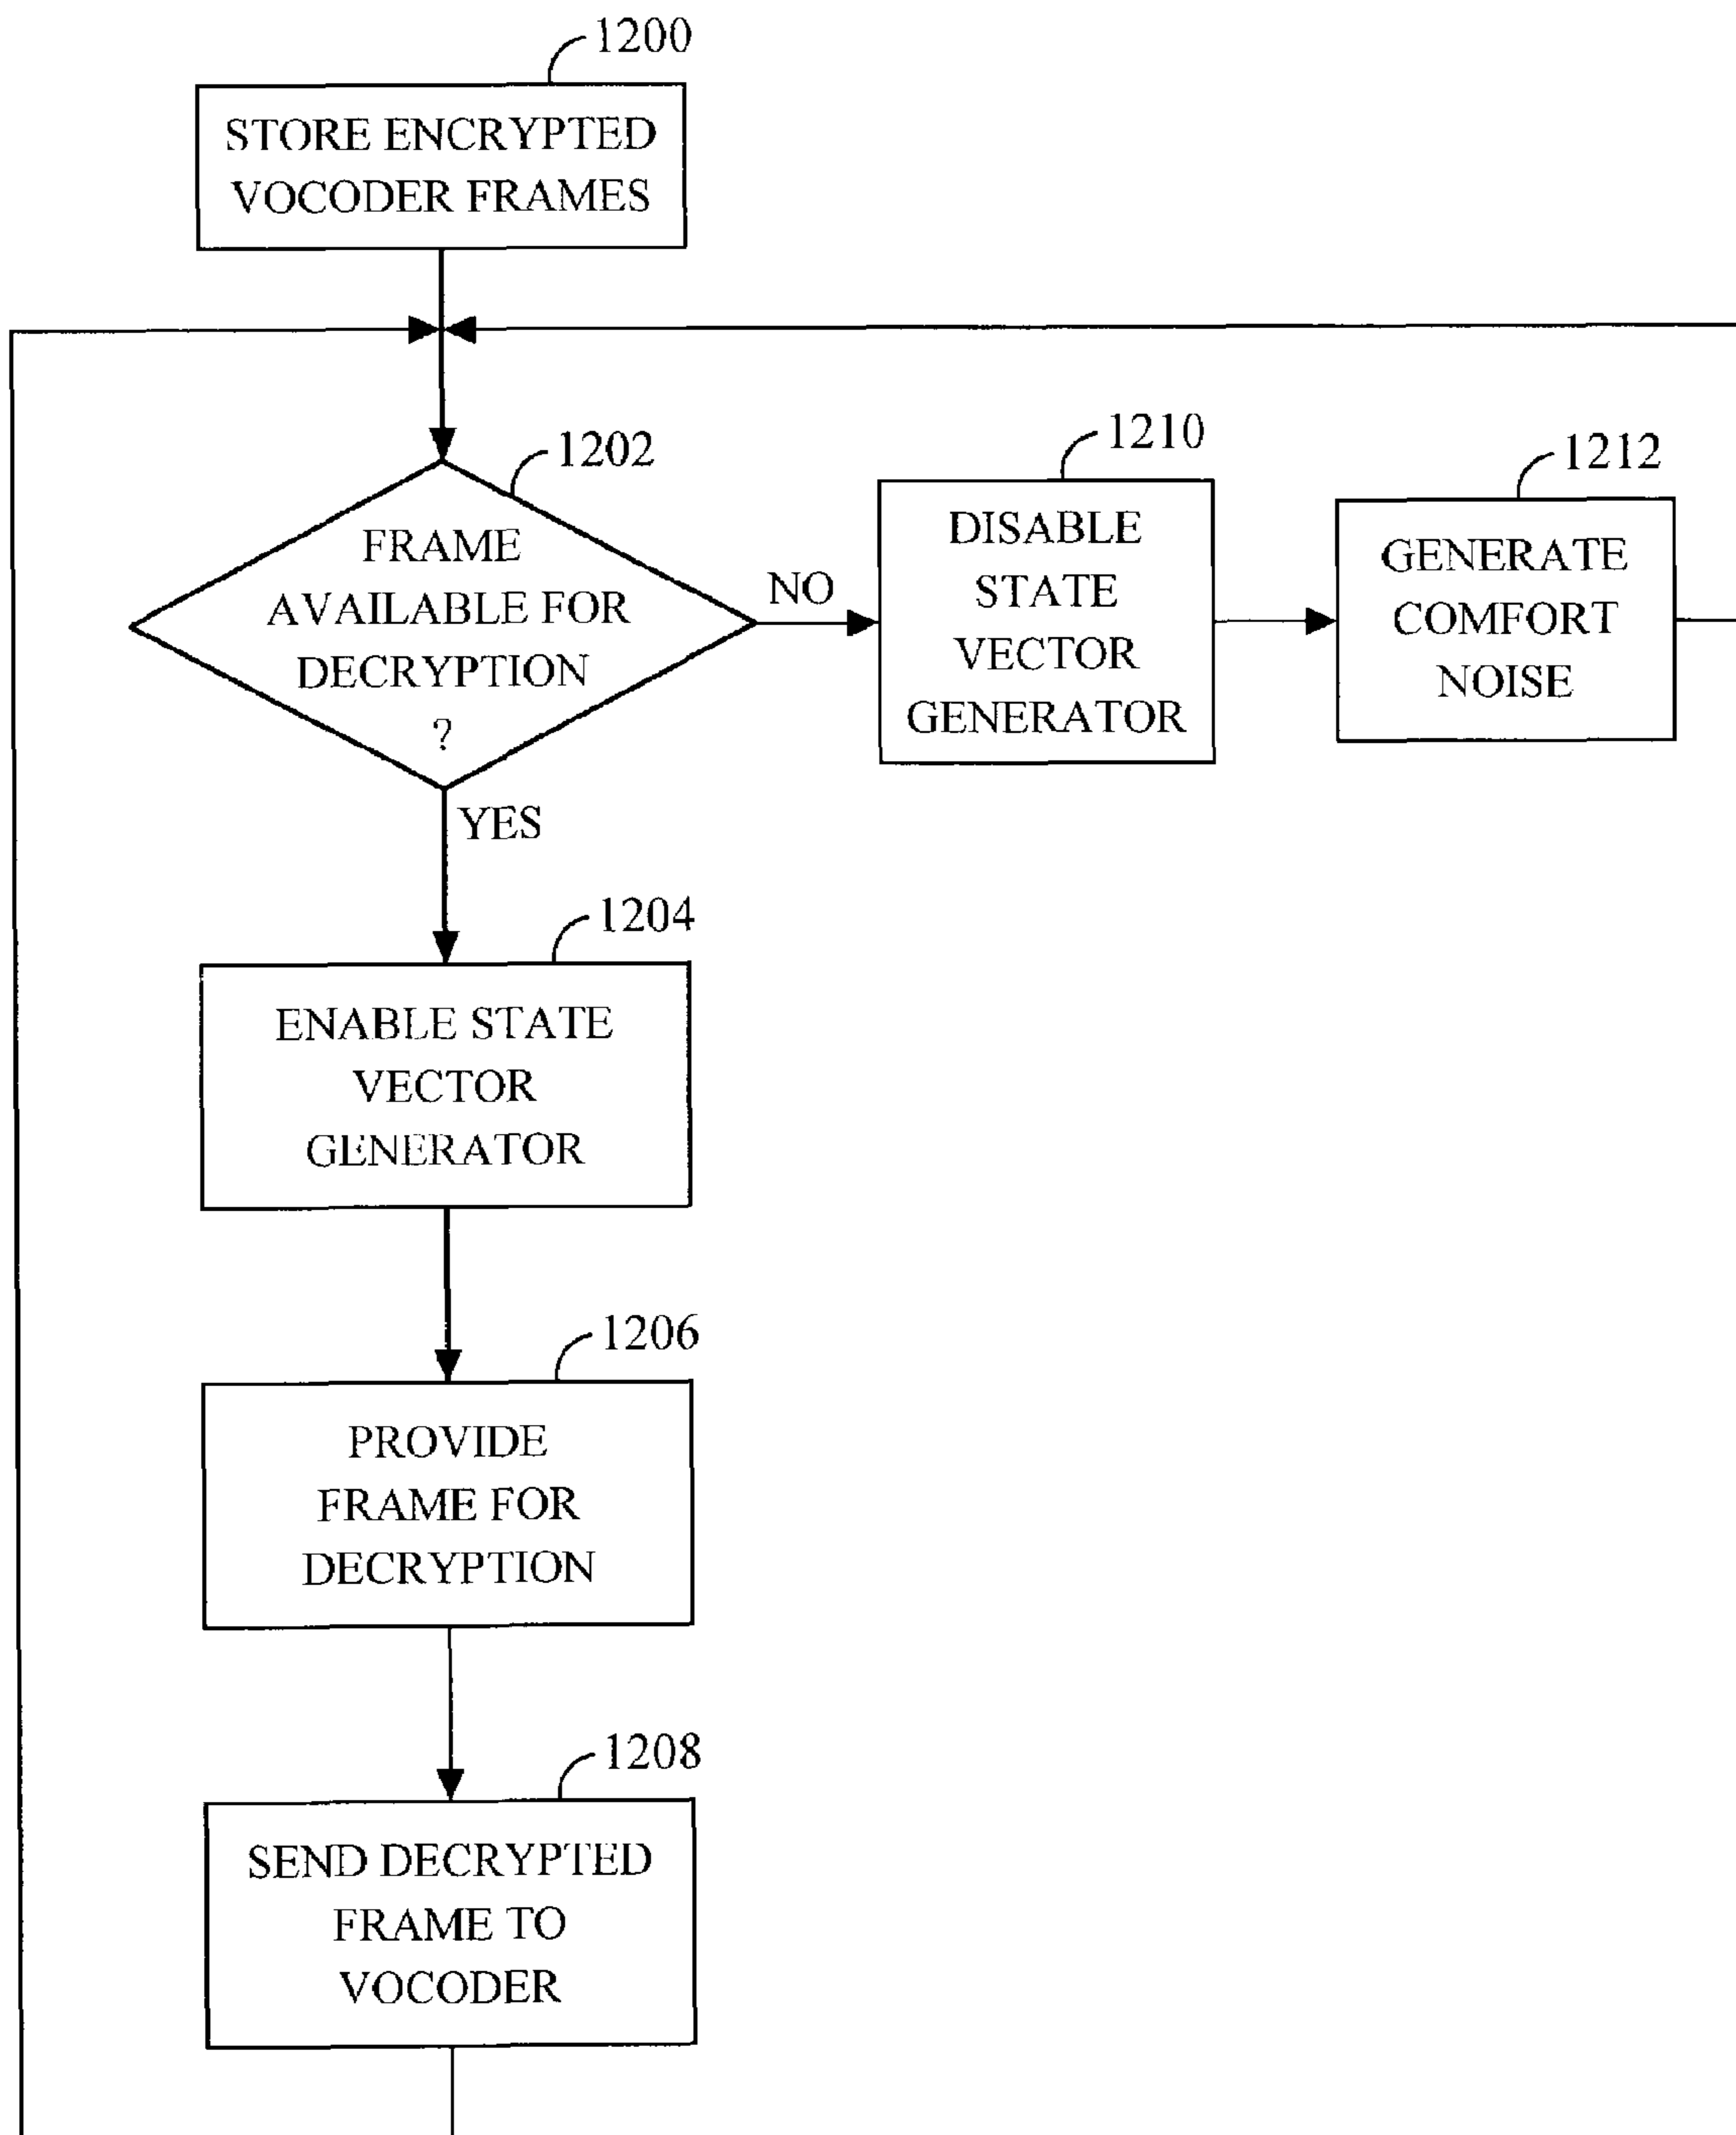 1200
STORE ENCRYPTED
VOCODER FRAMES
1202
FRAME
AVAILABLE FOR
DECRYPTION
?
NO
1210
DISABLE
STATE
VECTOR
GENERATOR
1212
GENERATE
COMFORT
NOISE
YES
1204
ENABLE STATE
VECTOR
GENERATOR
1206
PROVIDE
FRAME FOR
DECRYPTION
1208
SEND DECRYPTED
FRAME TO
VOCODER